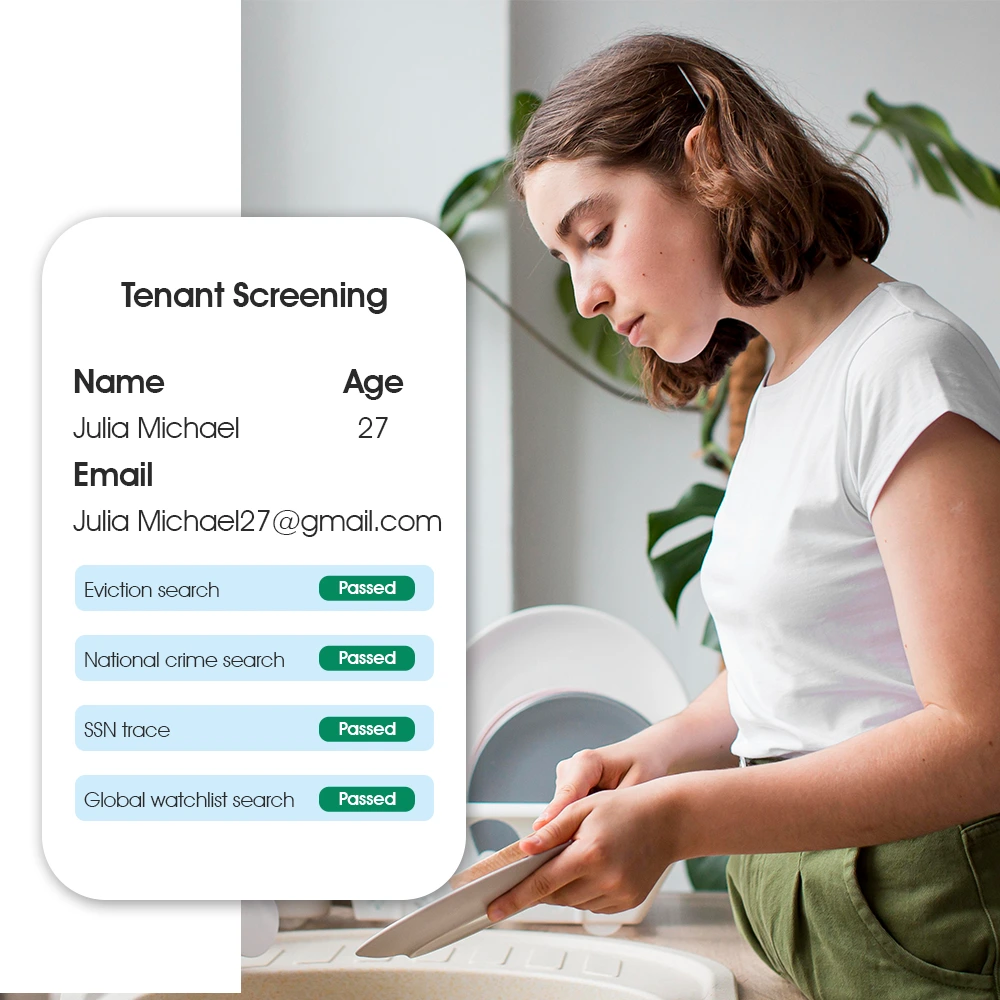 Tenant Screening
Name Age
Julia Michael 27
Email
Julia Michael27@gmail.com
Eviction search Passed
National crime search Passed
SSN trace Passed
Global watchlist search Passed